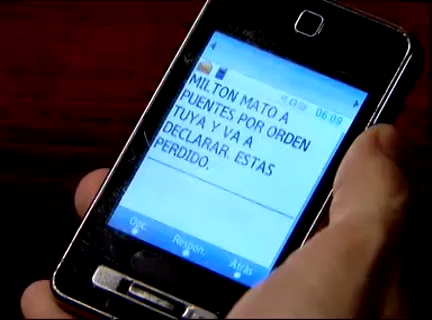 06:09
MILTON MATO A
PUENTES POR ORDEN
TUYA Y VA A
DECLARAR. ESTAS
PERDIDO.
Opc. Respon. Atrás